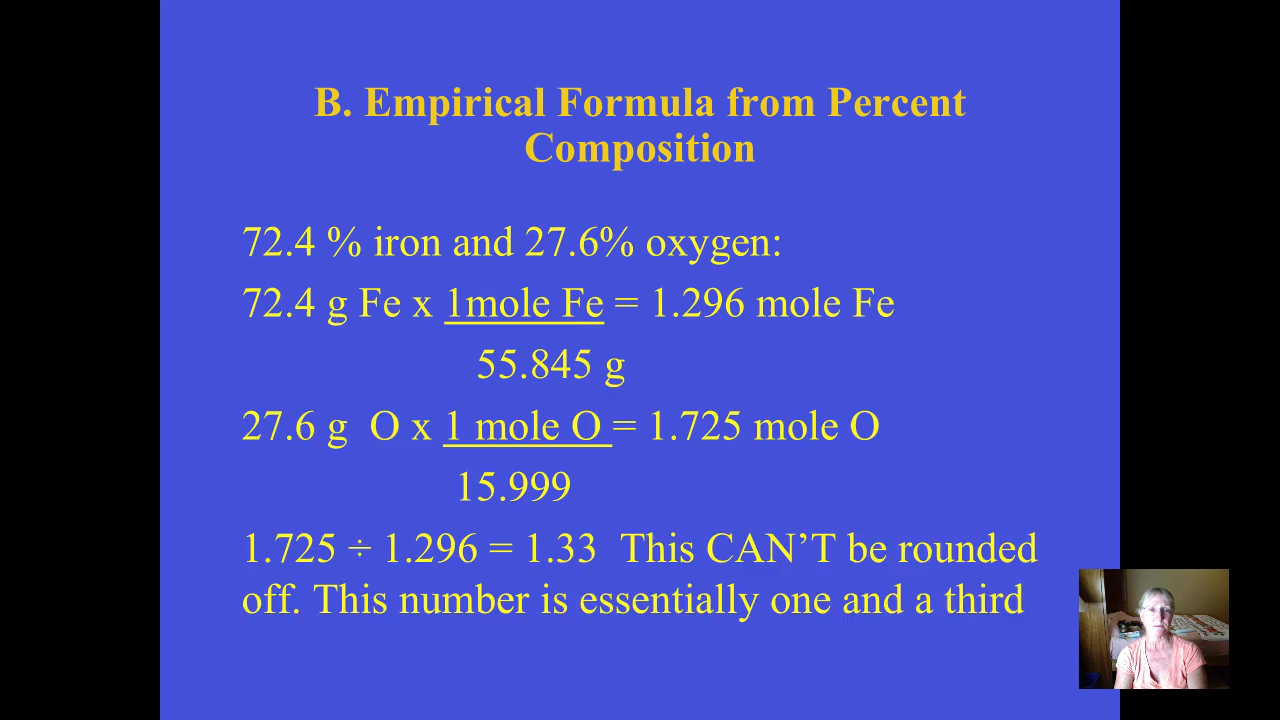 B. Empirical Formula from Percent
Composition
72.4 % iron and 27.6% oxygen:
72.4 g Fe x 1mole Fe = 1.296 mole Fe
55.845 g
27.6 g  O x 1 mole O = 1.725 mole O
15.999
1.725 ÷ 1.296 = 1.33  This CAN’T be rounded
off. This number is essentially one and a third